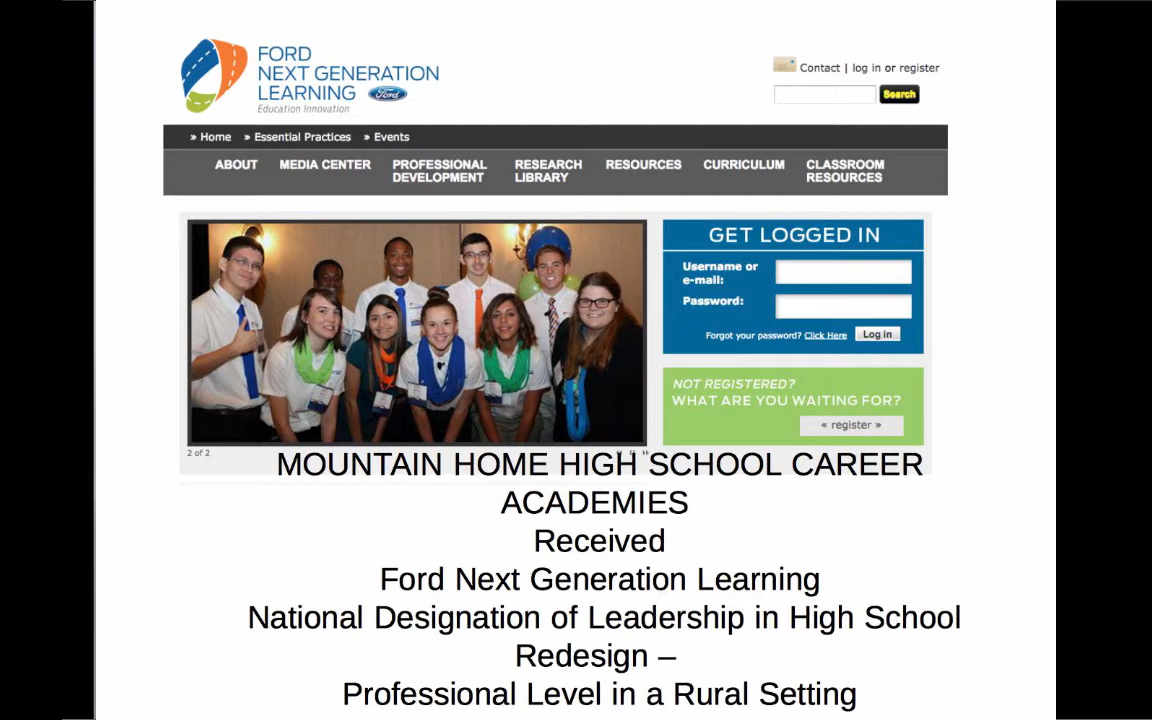 FORD
NEXT GENERATION
LEARNING Ford
Education Innovation
Contact | log in or register
Search
» Home » Essential Practices » Events
ABOUT MEDIA CENTER PROFESSIONAL DEVELOPMENT RESEARCH LIBRARY RESOURCES CURRICULUM CLASSROOM RESOURCES
GET LOGGED IN
Username or
e-mail:
Password:
Forgot your password? Click Here Log in
NOT REGISTERED?
WHAT ARE YOU WAITING FOR?
« register »
2 of 2
MOUNTAIN HOME HIGH SCHOOL CAREER
ACADEMIES
Received
Ford Next Generation Learning
National Designation of Leadership in High School
Redesign –
Professional Level in a Rural Setting